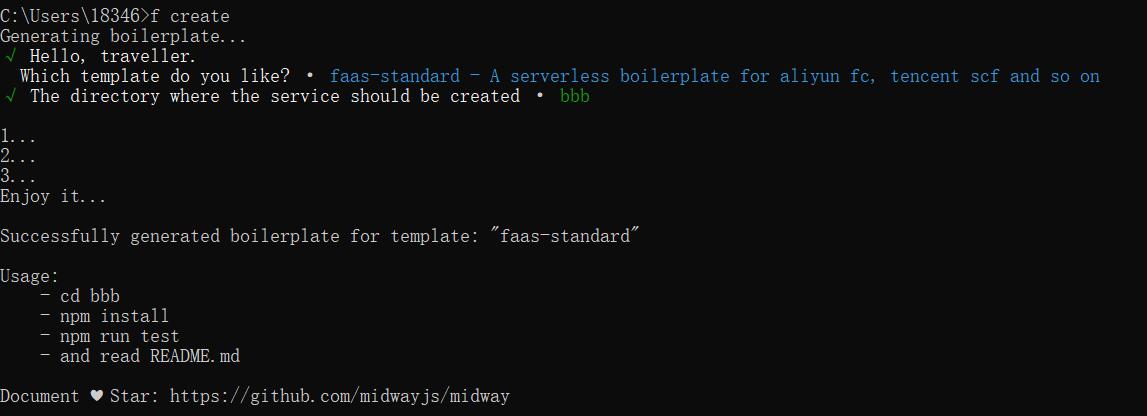 C:\Users\18346>f create
Generating boilerplate...
√ Hello, traveller.
Which template do you like? • faas-standard - A serverless boilerplate for aliyun fc, tencent scf and so on
√ The directory where the service should be created • bbb
1...
2...
3...
Enjoy it...
Successfully generated boilerplate for template: "faas-standard"
Usage:
- cd bbb
- npm install
- npm run test
- and read README.md
Document ❤ Star: https://github.com/midwayjs/midway